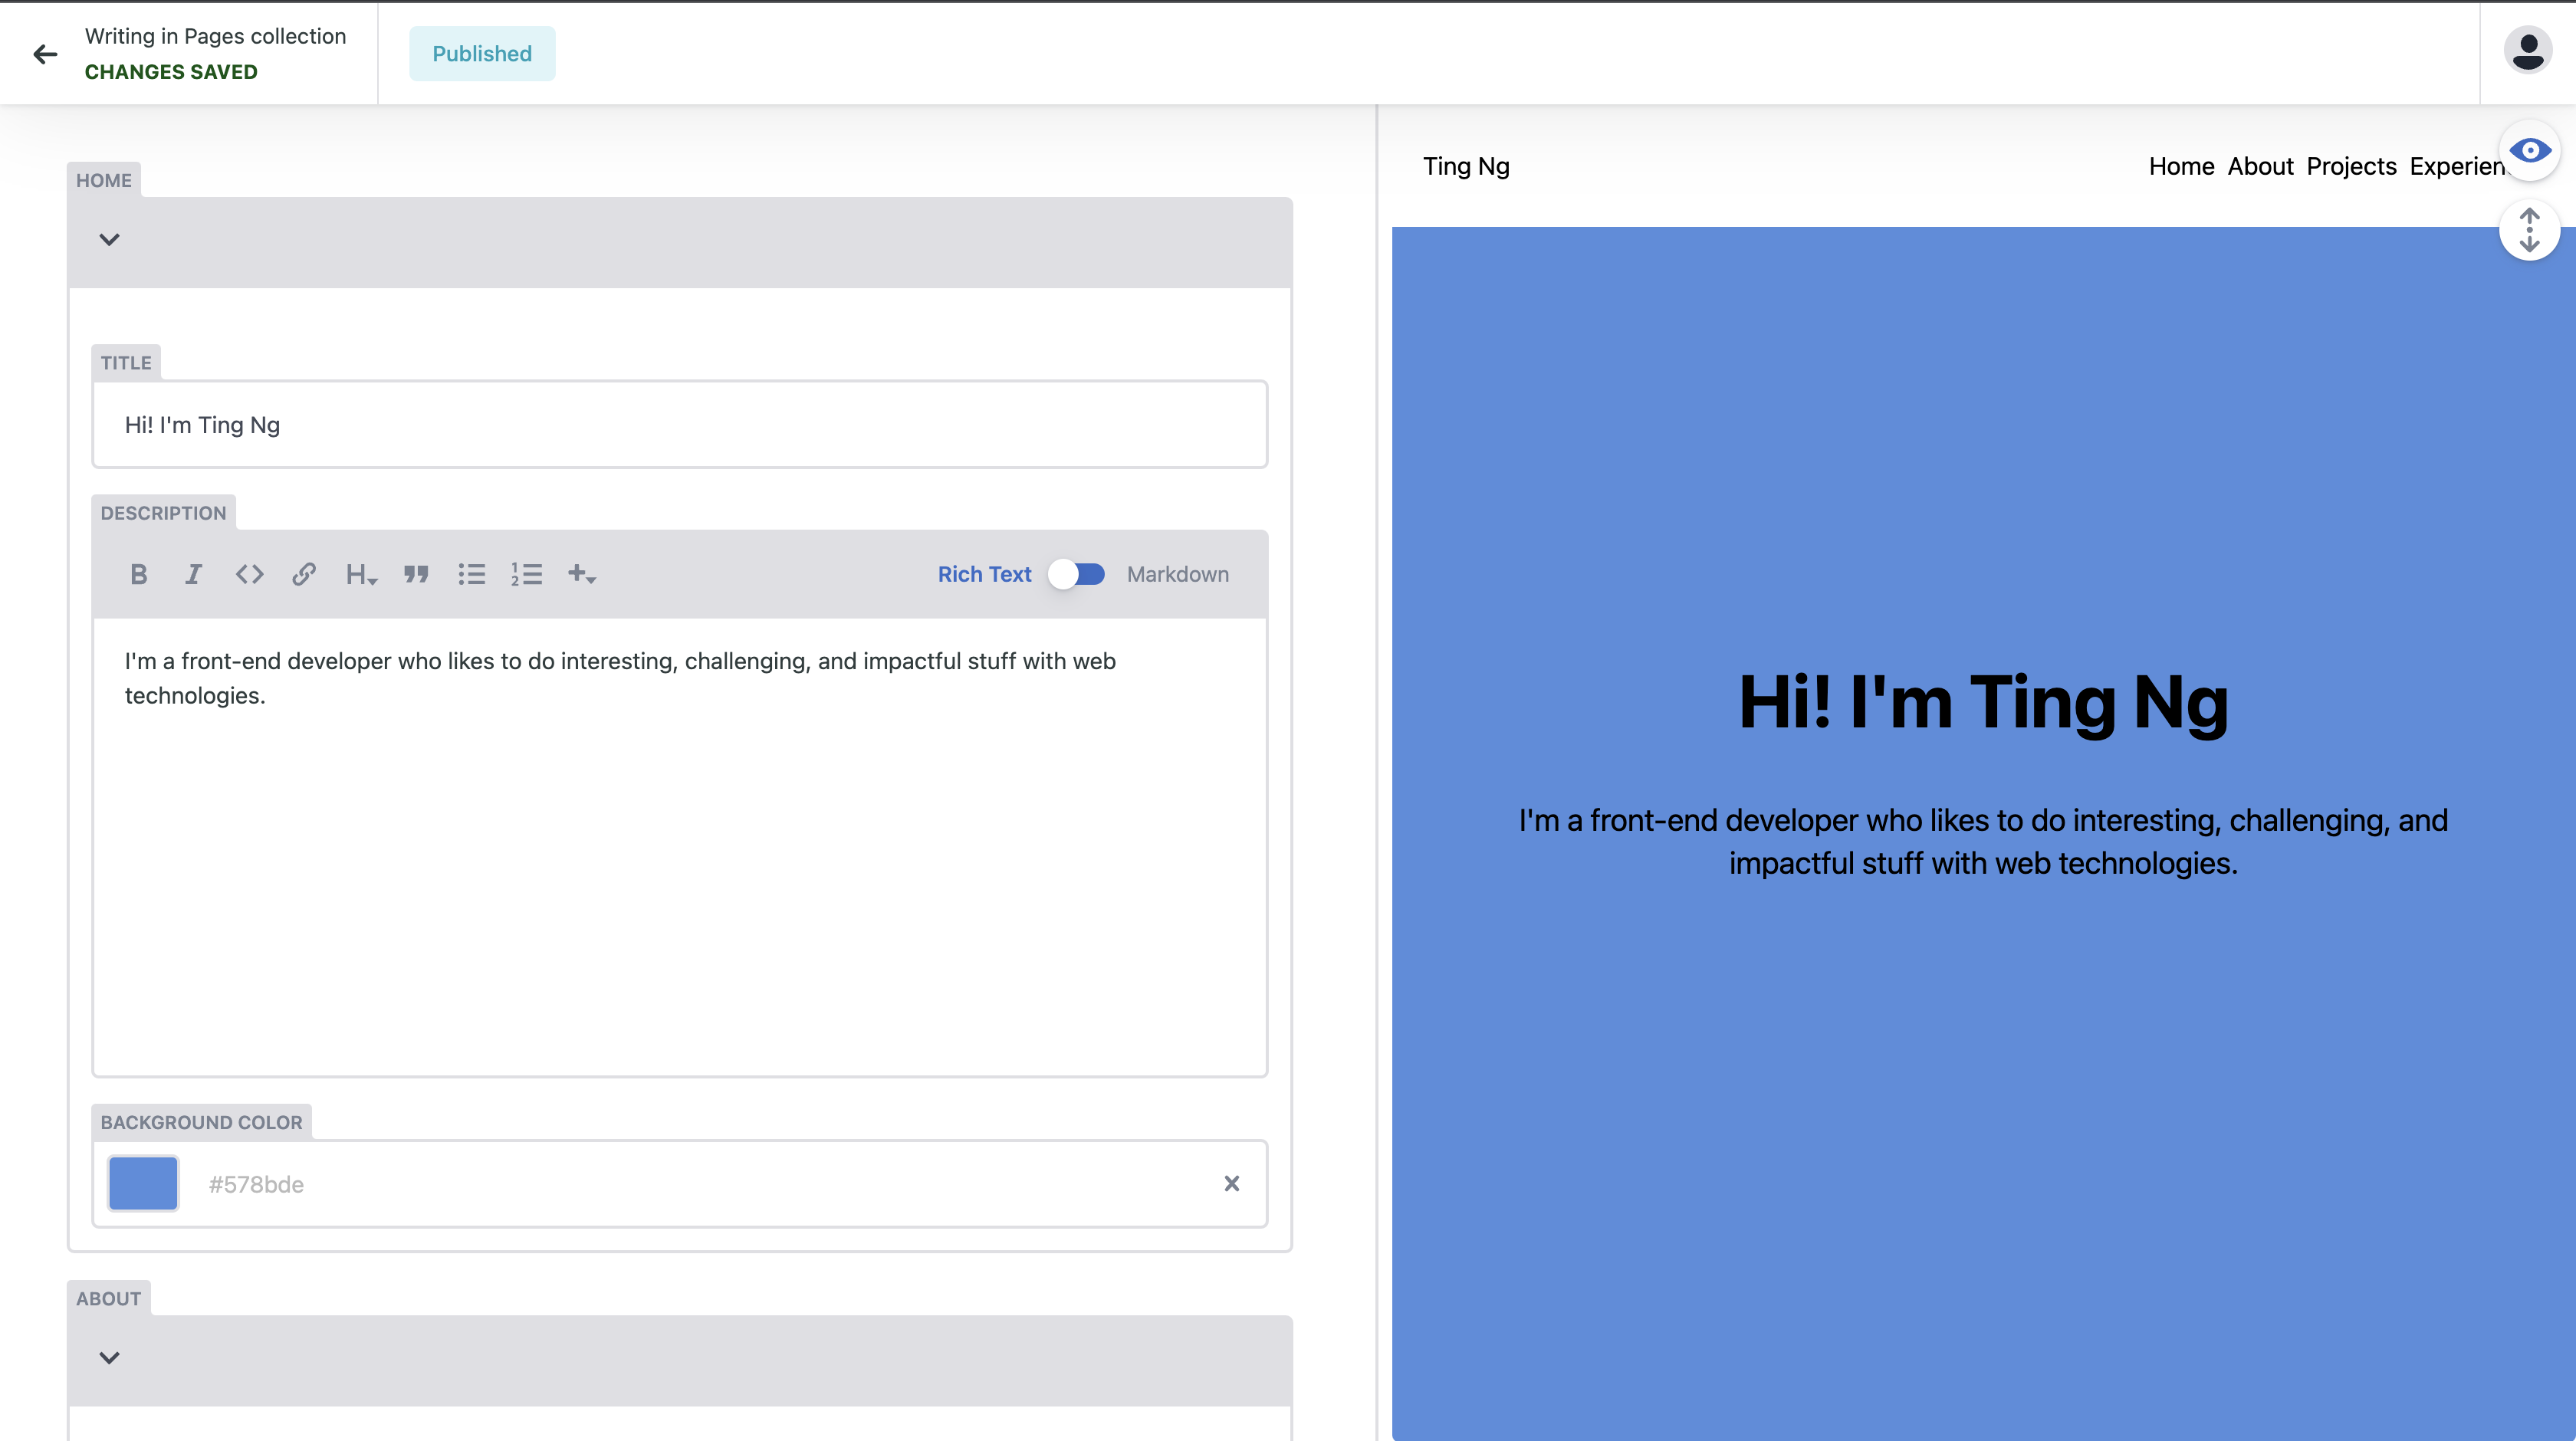 Writing in Pages collection
CHANGES SAVED
Published
HOME
TITLE
Hi! I'm Ting Ng
DESCRIPTION
Rich Text
Markdown
I'm a front-end developer who likes to do interesting, challenging, and impactful stuff with web
technologies.
BACKGROUND COLOR
#578bde
ABOUT
Ting Ng
Home About Projects Experien
Hi! I'm Ting Ng
I'm a front-end developer who likes to do interesting, challenging, and
impactful stuff with web technologies.